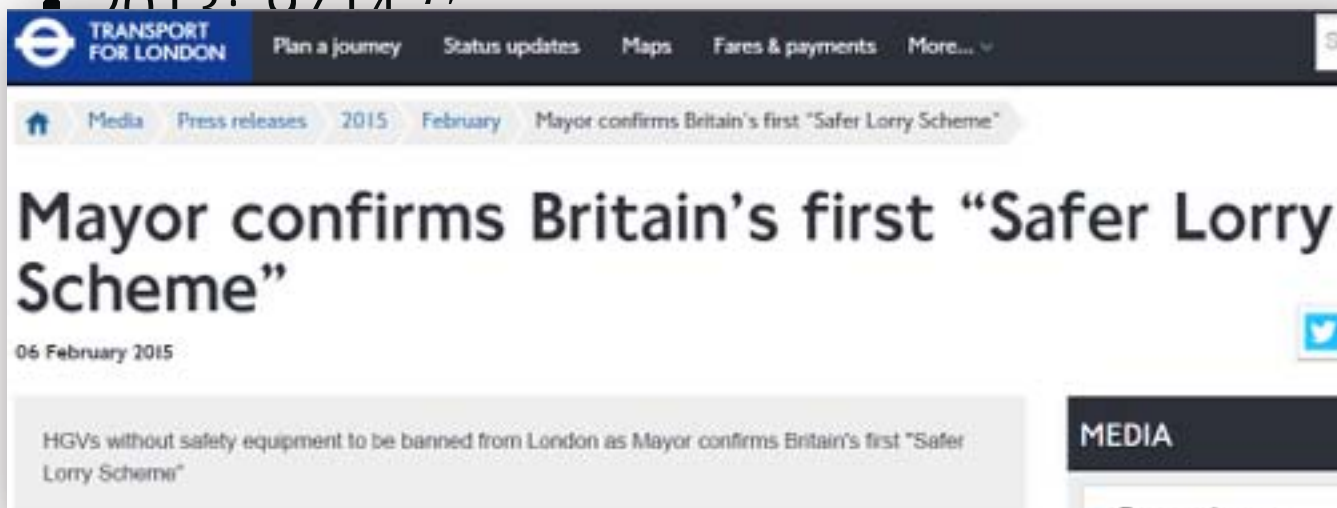 TRANSPORT
FOR LONDON
Plan a journey Status updates Maps Fares & payments More...
Media Press releases 2015 February Mayor confirms Britain's first "Safer Lorry Scheme"
Mayor confirms Britain’s first “Safer Lorry
Scheme”
06 February 2015
HGVs without safety equipment to be banned from London as Mayor confirms Britain's first "Safer
Lorry Scheme"
MEDIA